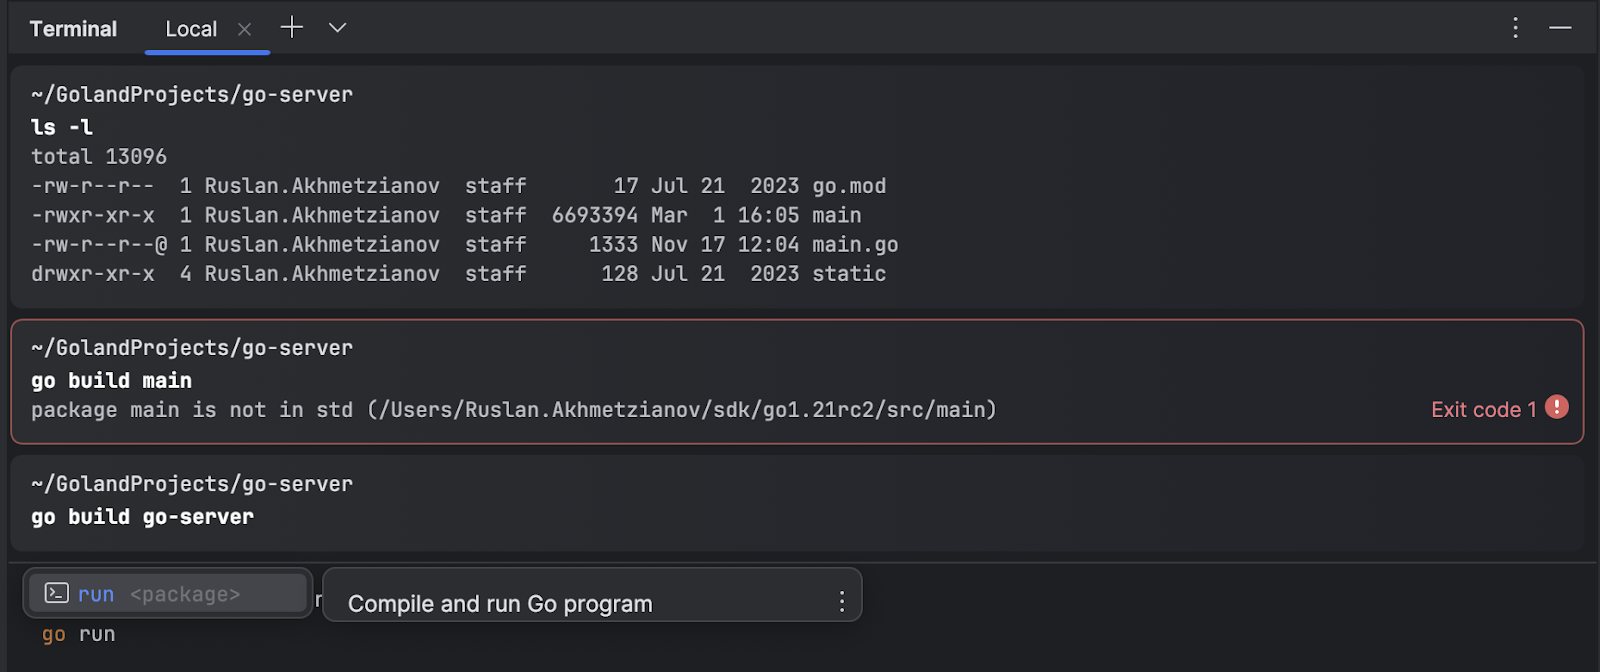 Terminal Local
~/GolandProjects/go-server
ls -l
total 13096
-rw-r--r--  1 Ruslan.Akhmetzianov  staff       17 Jul 21  2023 go.mod
-rwxr-xr-x  1 Ruslan.Akhmetzianov  staff  6693394 Mar  1 16:05 main
-rw-r--r--@ 1 Ruslan.Akhmetzianov  staff     1333 Nov 17 12:04 main.go
drwxr-xr-x  4 Ruslan.Akhmetzianov  staff      128 Jul 21  2023 static
~/GolandProjects/go-server
go build main
package main is not in std (/Users/Ruslan.Akhmetzianov/sdk/go1.21rc2/src/main) Exit code 1
~/GolandProjects/go-server
go build go-server
run <package> r Compile and run Go program
go run